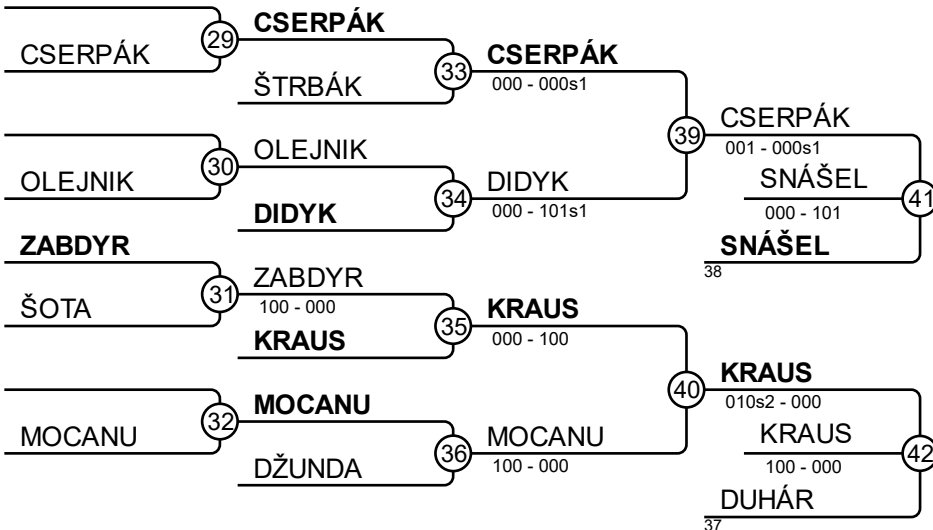 CSERPÁK
29
CSERPÁK
ŠTRBÁK
33
CSERPÁK
000 - 000s1
OLEJNIK
30
OLEJNIK
DIDYK
34
DIDYK
000 - 101s1
39
CSERPÁK
001 - 000s1
SNÁŠEL
000 - 101
41
SNÁŠEL
38
ZABDYR
ŠOTA
31
ZABDYR
100 - 000
KRAUS
35
KRAUS
000 - 100
MOCANU
32
MOCANU
DŽUNDA
36
MOCANU
100 - 000
40
KRAUS
010s2 - 000
KRAUS
100 - 000
42
DUHÁR
37